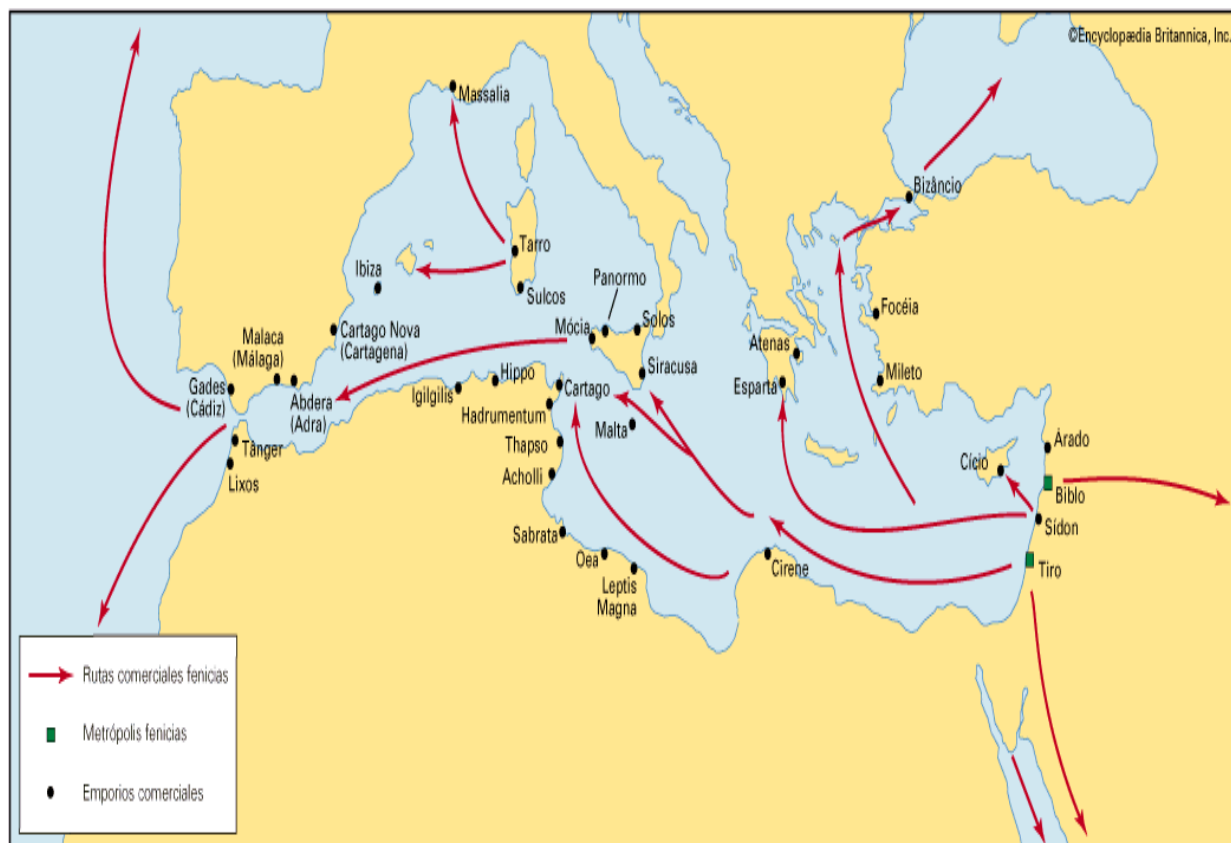 ©Encyclopædia Britannica, Inc.
Massalia
Bizâncio
Tarro
Ibiza
Sulcos
Panormo
Focéia
Cartago Nova
(Cartagena)
Mócia
Solos
Malaca
(Málaga)
Atenas
Siracusa
Esparta
Mileto
Gades
(Cádiz)
Abdera
(Adra)
Igilgilis
Hippo
Cartago
Hadrumentum
Malta
Tânger
Lixos
Thapso
Acholli
Árado
Cício
Biblo
Sídon
Sabrata
Oea
Leptis
Magna
Cirene
Tiro
Rutas comerciales fenicias
Metrópolis fenicias
Emporios comerciales